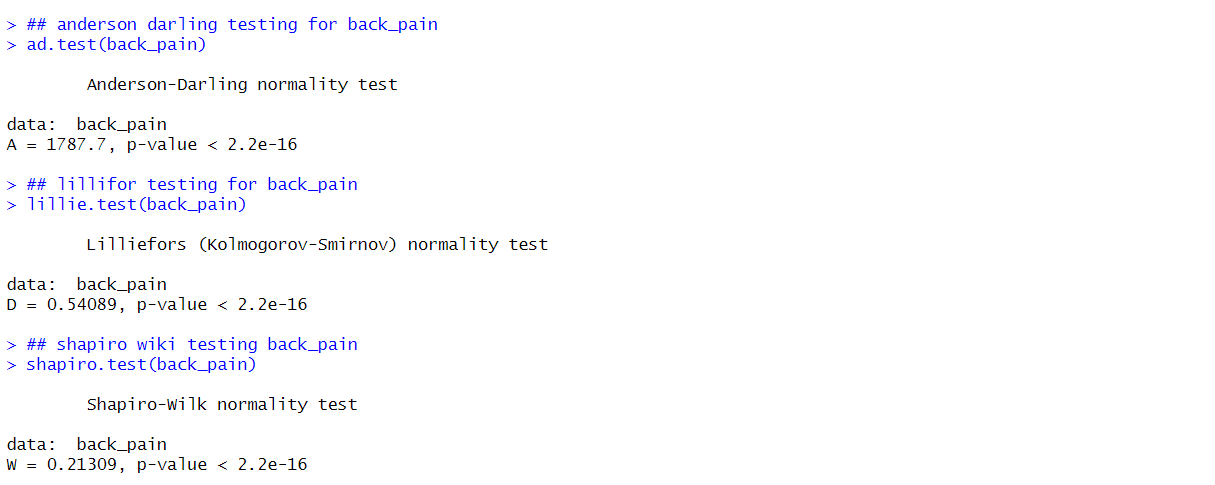 > ## anderson darling testing for back_pain
> ad.test(back_pain)
Anderson-Darling normality test
data:  back_pain
A = 1787.7, p-value < 2.2e-16
> ## lillifor testing for back_pain
> lillie.test(back_pain)
Lilliefors (Kolmogorov-Smirnov) normality test
data:  back_pain
D = 0.54089, p-value < 2.2e-16
> ## shapiro wiki testing back_pain
> shapiro.test(back_pain)
Shapiro-Wilk normality test
data:  back_pain
W = 0.21309, p-value < 2.2e-16